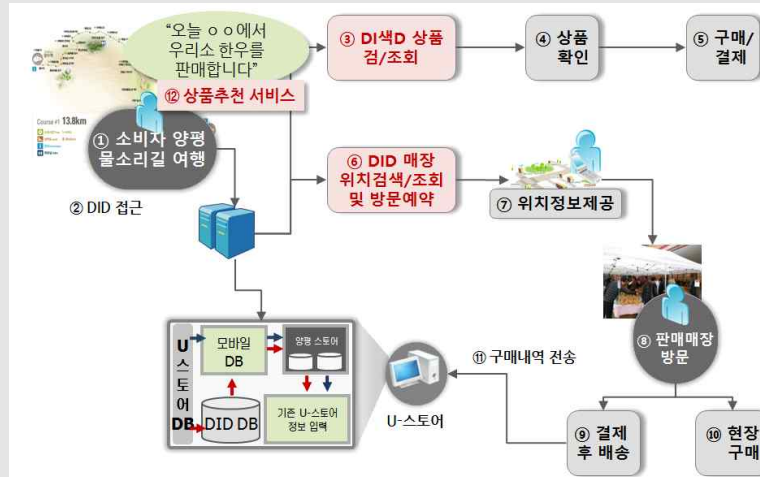 "오늘 ㅇㅇ에서
우리소 한우를
판매합니다"
⑫ 상품추천 서비스
Course #1 13.8km
① 소비자 양평
물소리길 여행
② DID 접근
③ DI색D 상품
검/조회
④ 상품
확인
⑤ 구매/
결제
⑥ DID 매장
위치검색/조회
및 방문예약
⑦ 위치정보제공
⑧ 판매매장
방문
⑨ 결제
후 배송
⑩ 현장
구매
⑪ 구매내역 전송
U-스토어
U
스
토
어
DB
모바일
DB
양평 스토어
DID DB
기존 U-스토어
정보 입력